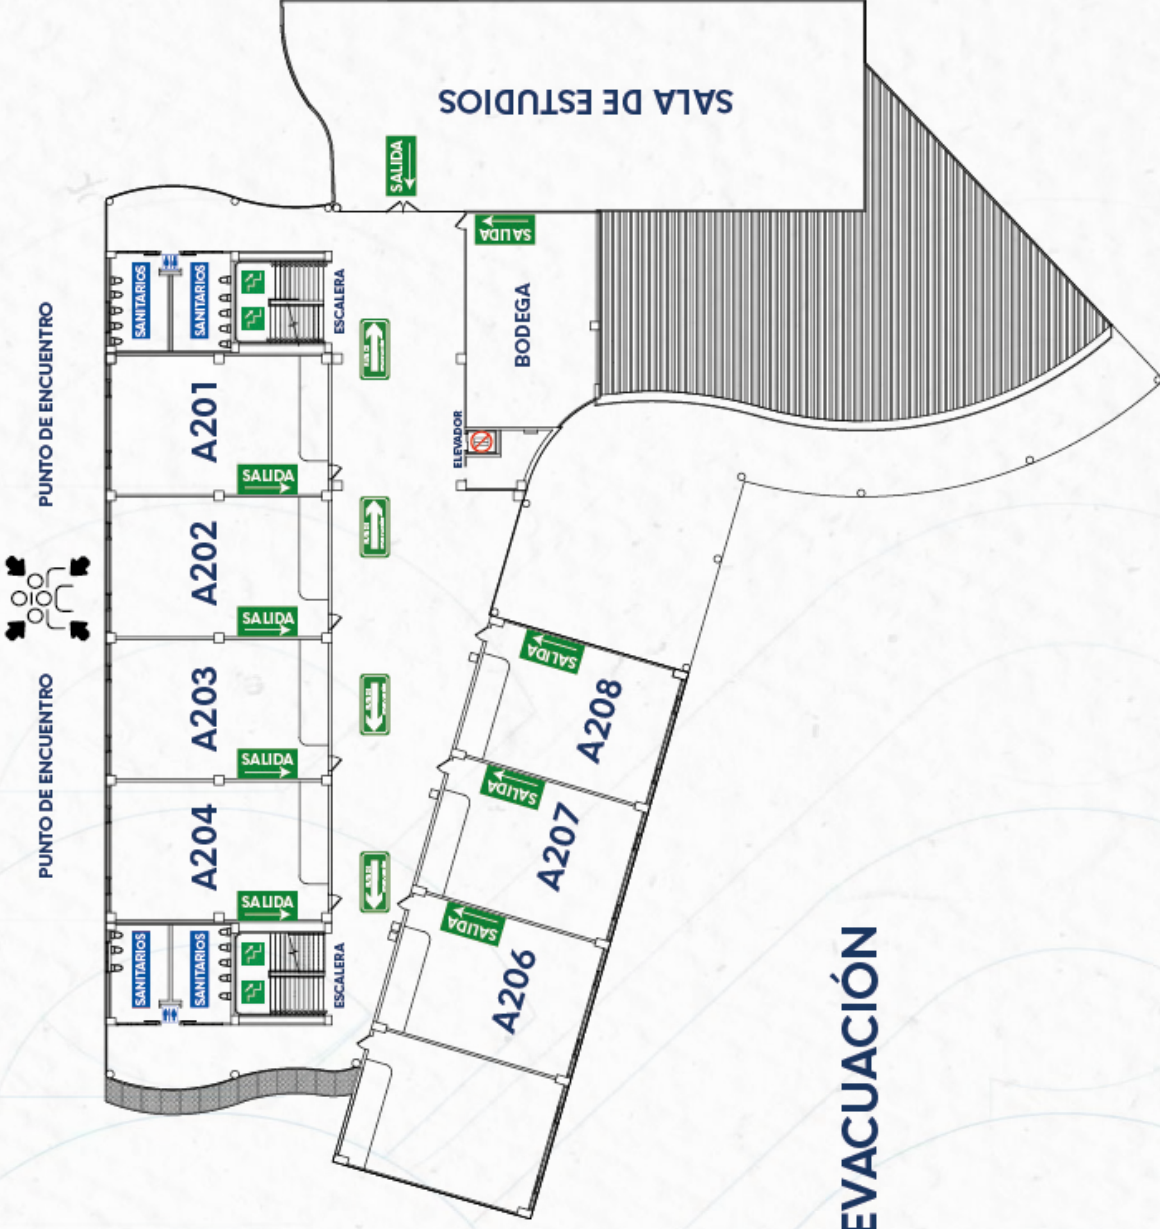 SALA DE ESTUDIOS
SALIDA
SALIDA
SANITARIOS
SANITARIOS
ESCALERA
BODEGA
PUNTO DE ENCUENTRO
A201
ELEVADOR
SALIDA
A202
SALIDA
PUNTO DE ENCUENTRO
A203
SALIDA
A208
SALIDA
A204
SALIDA
A207
SALIDA
SANITARIOS
SANITARIOS
ESCALERA
A206
SALIDA
EVACUACIÓN